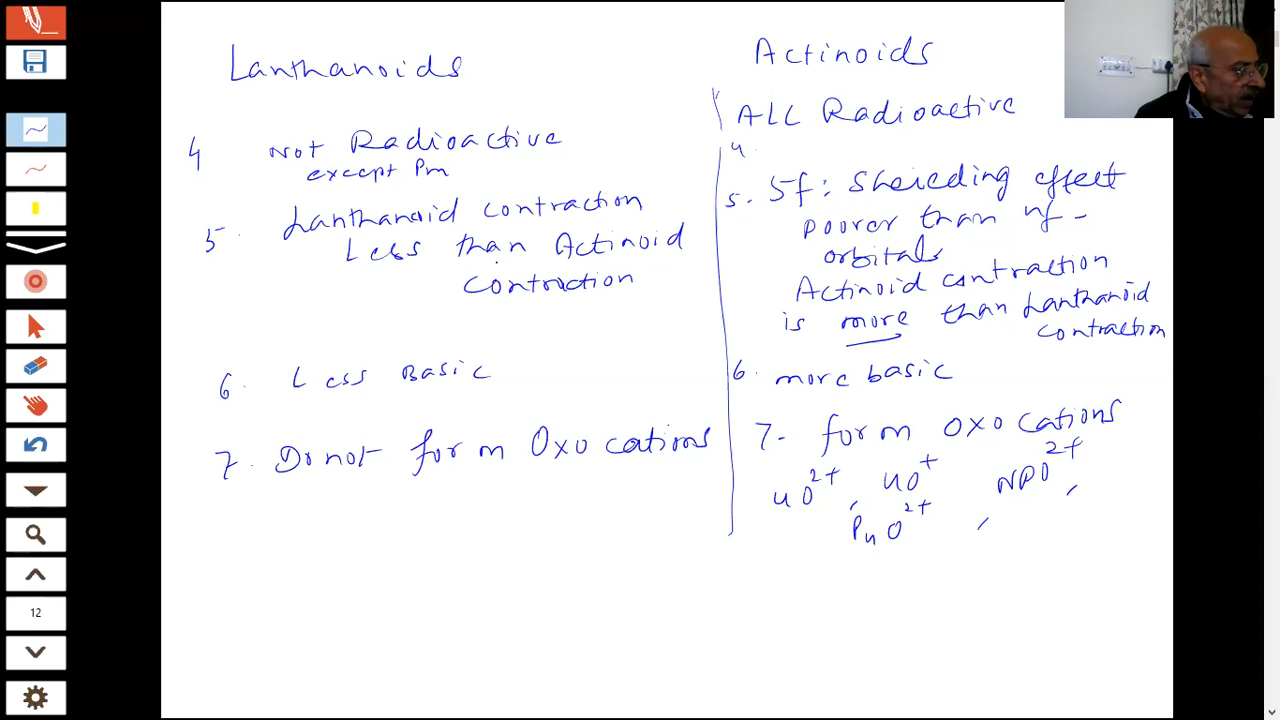 Lanthanoids
4 Not Radioactive
except Pm
5. Lanthanoid contraction
Less than Actinoid
contraction
6. Less Basic
7. Do not form Oxo cations
Actinoids
ALL Radioactive
4.
5. 5f: Sheieding effect
poorer than 4f-
orbitals
Actinoid contraction
is more than Lanthanoid
contraction
6. more basic
7- form oxo cations
UO2+, UO+ NPO2+,
PuO2+,
12